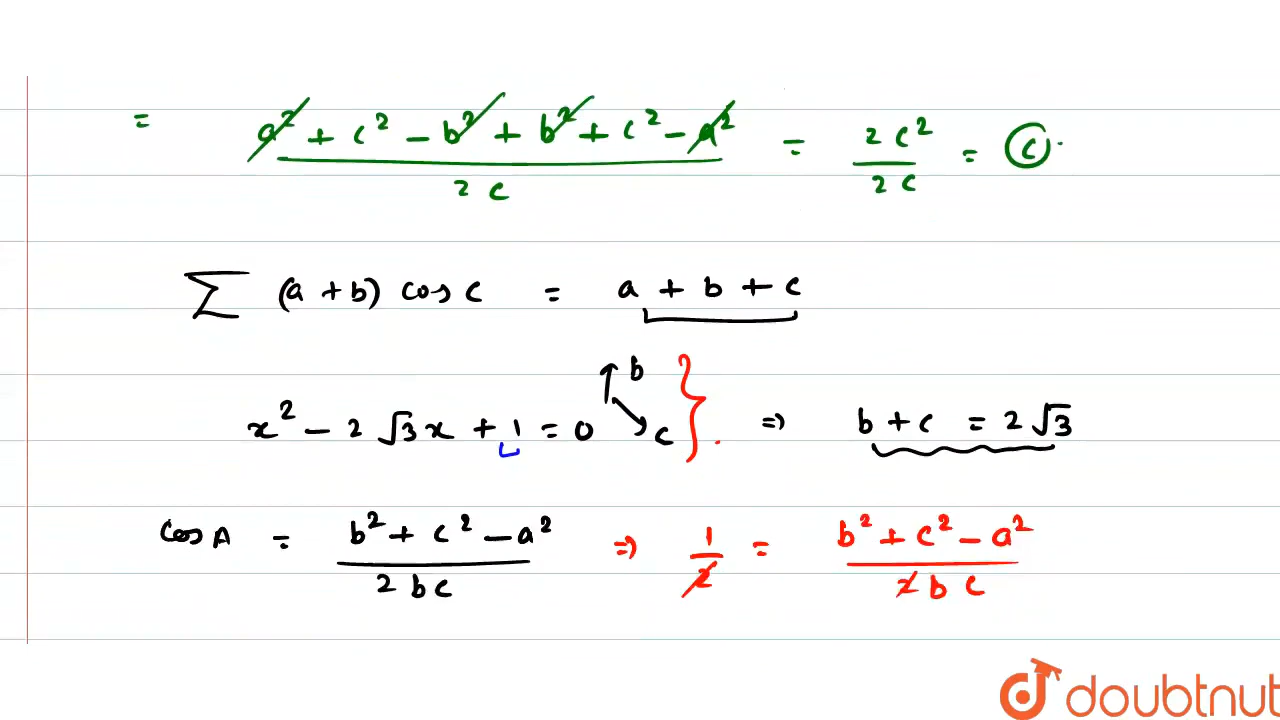 = (a² + c² - b² + b² + c² - a²) / 2c = 2c² / 2c = c
∑ (a + b) cos C = a + b + c
x² - 2√3x + 1 = 0 b c } ⇒ b + c = 2√3
cos A = (b² + c² - a²) / 2bc ⇒ 1/2 = (b² + c² - a²) / 2bc
doubtnut